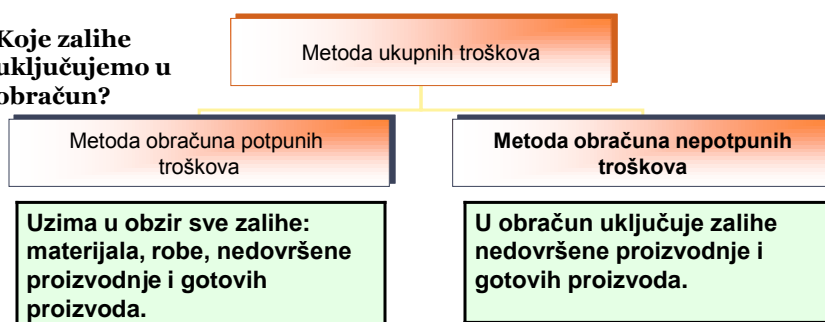 Koje zalihe
uključujemo u
obračun?
Metoda ukupnih troškova
Metoda obračuna potpunih
troškova
Metoda obračuna nepotpunih
troškova
Uzima u obzir sve zalihe:
materijala, robe, nedovršene
proizvodnje i gotovih
proizvoda.
U obračun uključuje zalihe
nedovršene proizvodnje i
gotovih proizvoda.